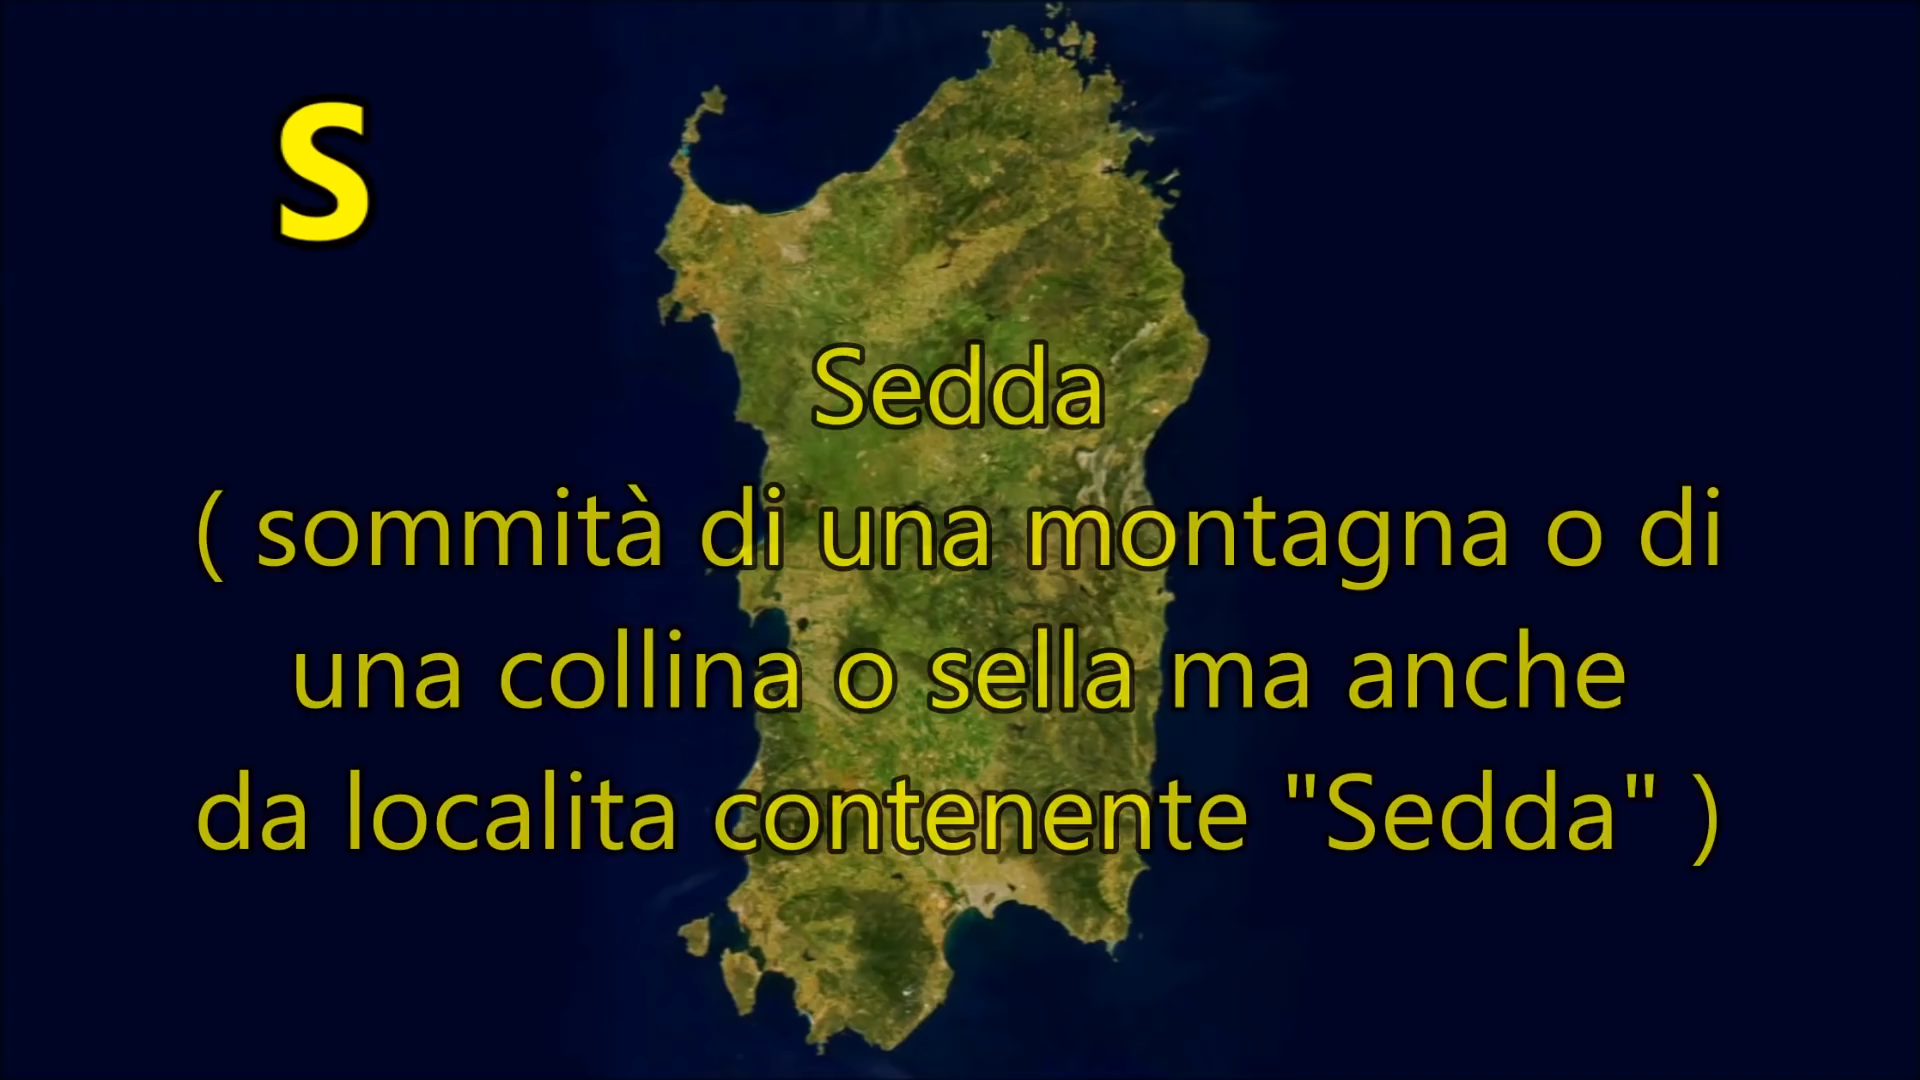 S
Sedda
( sommità di una montagna o di
una collina o sella ma anche
da localita contenente "Sedda" )